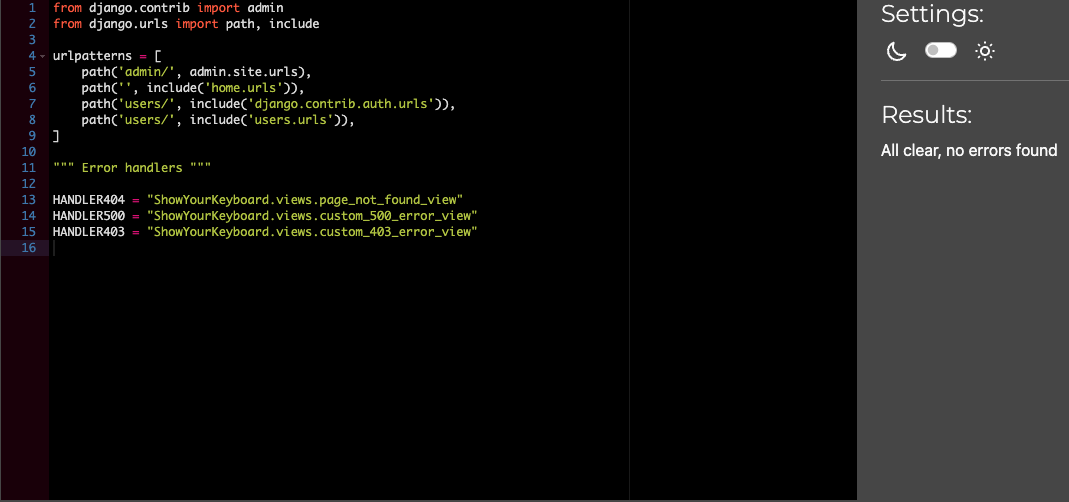 1 from django.contrib import admin
2 from django.urls import path, include
3
4 urlpatterns = [
5     path('admin/', admin.site.urls),
6     path('', include('home.urls')),
7     path('users/', include('django.contrib.auth.urls')),
8     path('users/', include('users.urls')),
9 ]
10
11 """ Error handlers """
12
13 HANDLER404 = "ShowYourKeyboard.views.page_not_found_view"
14 HANDLER500 = "ShowYourKeyboard.views.custom_500_error_view"
15 HANDLER403 = "ShowYourKeyboard.views.custom_403_error_view"
16
Settings:
Results:
All clear, no errors found